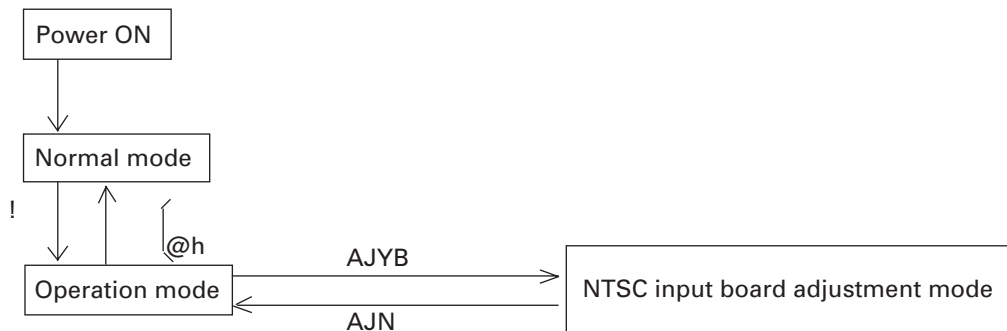 Power ON
Normal mode
!
@h
AJYB
Operation mode
NTSC input board adjustment mode
AJN